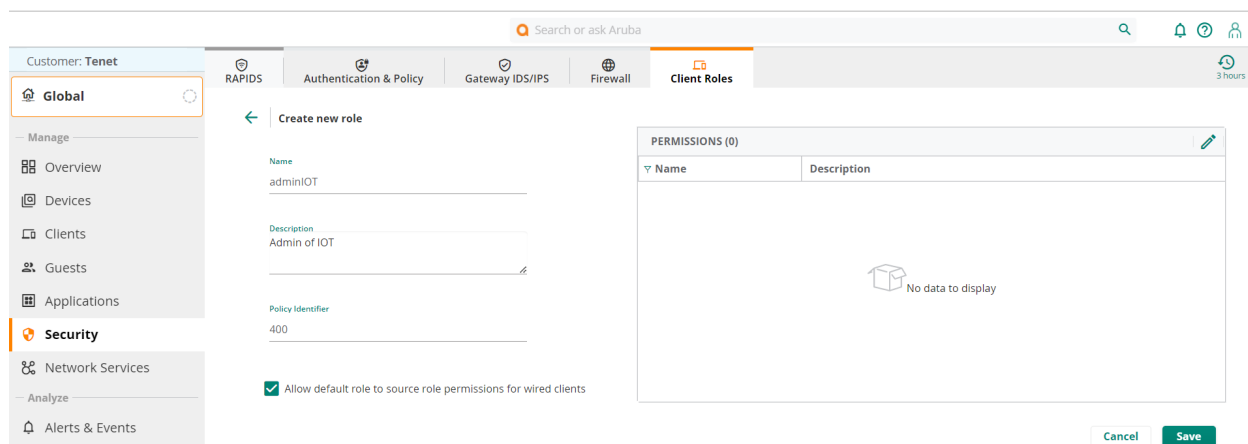 Search or ask Aruba
Customer: Tenet
Global
Manage
Overview
Devices
Clients
Guests
Applications
Security
Network Services
Analyze
Alerts & Events
RAPIDS
Authentication & Policy
Gateway IDS/IPS
Firewall
Client Roles
3 hours
Create new role
Name
adminIOT
Description
Admin of IOT
Policy Identifier
400
Allow default role to source role permissions for wired clients
PERMISSIONS (0)
Name Description
No data to display
Cancel Save